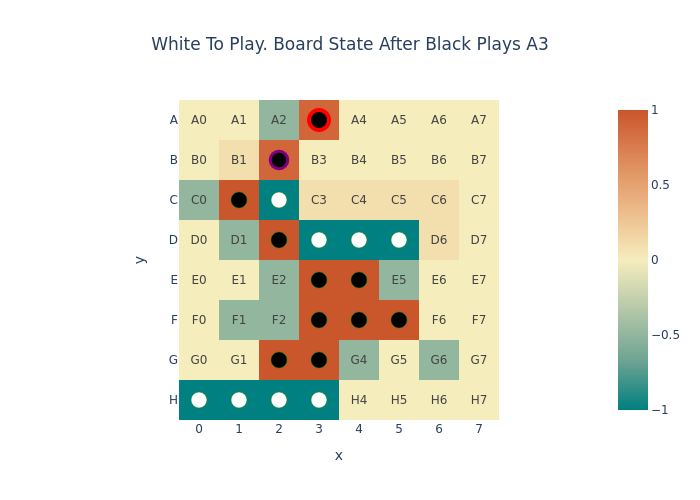 White To Play. Board State After Black Plays A3
A A0 A1 A2 A4 A5 A6 A7 1
B B0 B1 B3 B4 B5 B6 B7
C C0 C3 C4 C5 C6 C7 0.5
D D0 D1 D6 D7
y 0
E E0 E1 E2 E5 E6 E7
F F0 F1 F2 F6 F7 −0.5
G G0 G1 G4 G5 G6 G7
H H4 H5 H6 H7 −1
0 1 2 3 4 5 6 7
x